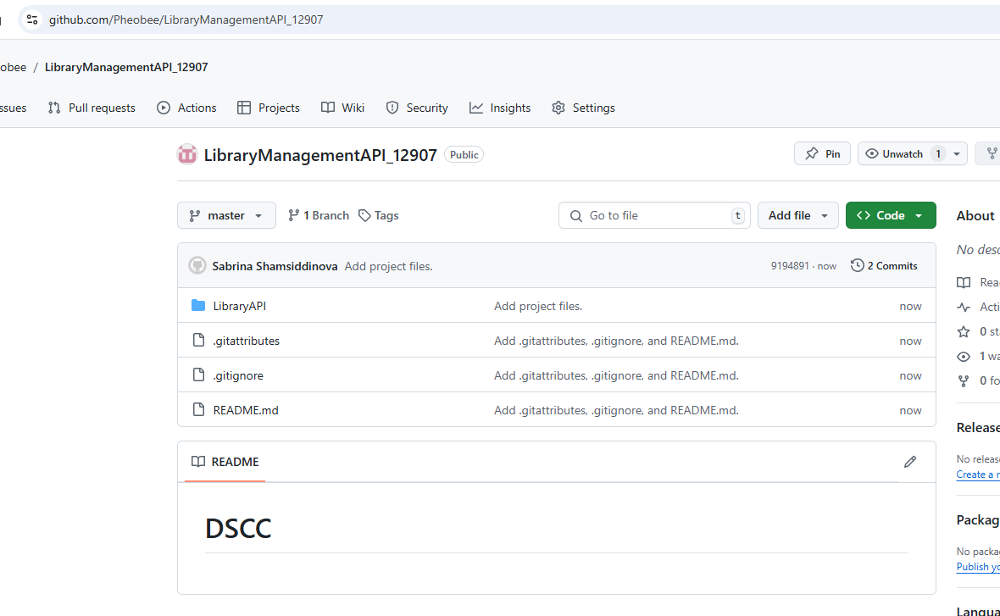 github.com/Pheobee/LibraryManagementAPI_12907
obee / LibraryManagementAPI_12907
ssues Pull requests Actions Projects Wiki Security Insights Settings
LibraryManagementAPI_12907 Public Pin Unwatch 1
master 1 Branch Tags Go to file t Add file Code About
Sabrina Shamsiddinova Add project files. 9194891 · now 2 Commits
No desc
LibraryAPI Add project files. now
Rea
Acti
.gitattributes Add .gitattributes, .gitignore, and README.md. now
0 sta
1 wa
.gitignore Add .gitattributes, .gitignore, and README.md. now
0 fo
README.md Add .gitattributes, .gitignore, and README.md. now
Release
README
No releas
Create a n
DSCC
Packag
No packag
Publish yo
Langua